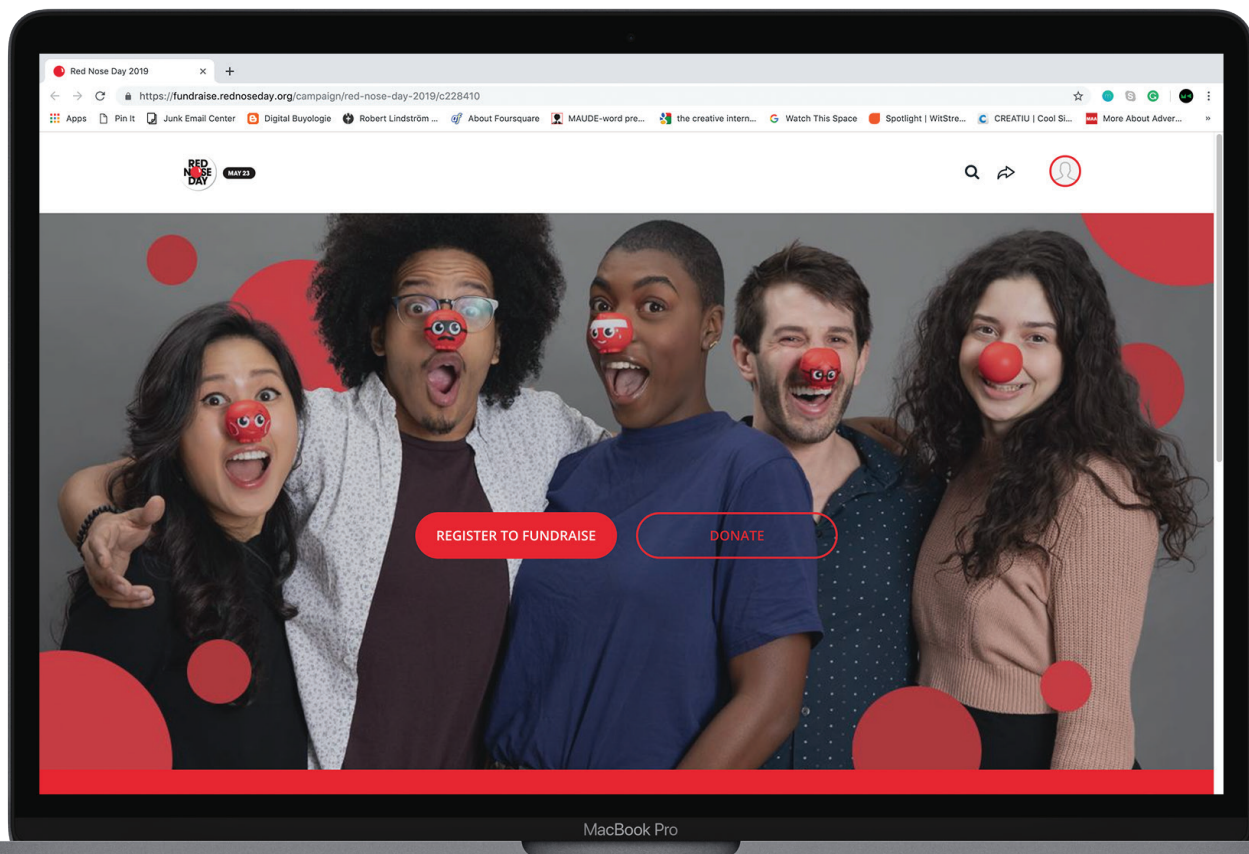 Red Nose Day 2019
https://fundraise.rednoseday.org/campaign/red-nose-day-2019/c228410
Apps Pin It Junk Email Center Digital Buyologie Robert Lindström ... About Foursquare MAUDE-word pre... the creative intern... Watch This Space Spotlight | WitStre... CREATIU | Cool Si... More About Adver... »
RED
NOSE
DAY
MAY 23
REGISTER TO FUNDRAISE DONATE
MacBook Pro